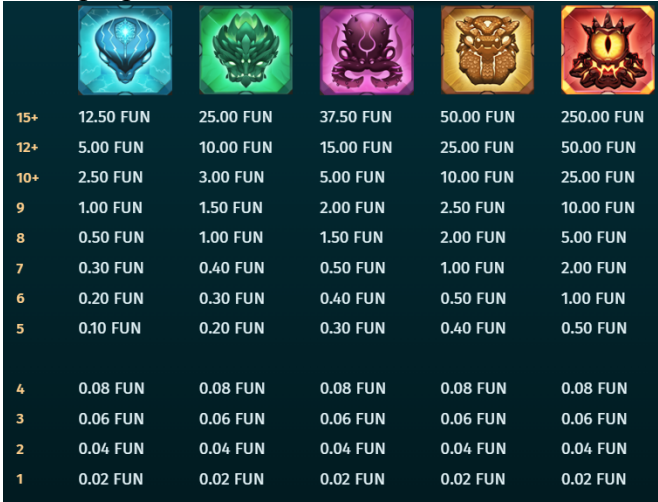 15+ 12.50 FUN 25.00 FUN 37.50 FUN 50.00 FUN 250.00 FUN
12+ 5.00 FUN 10.00 FUN 15.00 FUN 25.00 FUN 50.00 FUN
10+ 2.50 FUN 3.00 FUN 5.00 FUN 10.00 FUN 25.00 FUN
9 1.00 FUN 1.50 FUN 2.00 FUN 2.50 FUN 10.00 FUN
8 0.50 FUN 1.00 FUN 1.50 FUN 2.00 FUN 5.00 FUN
7 0.30 FUN 0.40 FUN 0.50 FUN 1.00 FUN 2.00 FUN
6 0.20 FUN 0.30 FUN 0.40 FUN 0.50 FUN 1.00 FUN
5 0.10 FUN 0.20 FUN 0.30 FUN 0.40 FUN 0.50 FUN
4 0.08 FUN 0.08 FUN 0.08 FUN 0.08 FUN 0.08 FUN
3 0.06 FUN 0.06 FUN 0.06 FUN 0.06 FUN 0.06 FUN
2 0.04 FUN 0.04 FUN 0.04 FUN 0.04 FUN 0.04 FUN
1 0.02 FUN 0.02 FUN 0.02 FUN 0.02 FUN 0.02 FUN